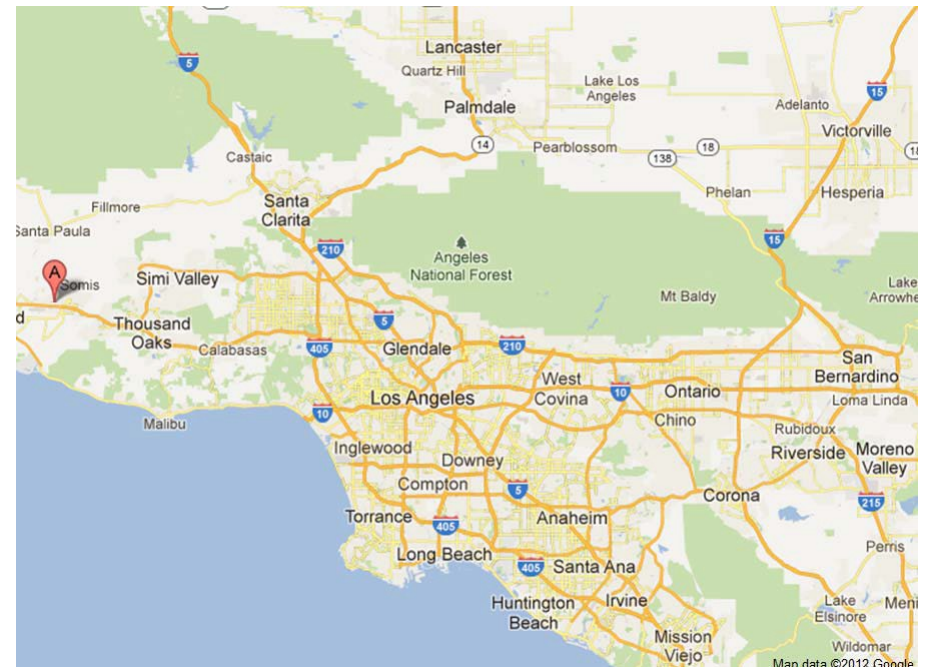 Lancaster
Quartz Hill
5
Lake Los
Angeles
15
Palmdale
Adelanto
Victorville
14
Pearblossom
138
18
18
Castaic
Phelan
Hesperia
Santa
Clarita
Fillmore
Santa Paula
210
15
Angeles
National Forest
A
Somis
Simi Valley
Lake
Arrowhe
Mt Baldy
d
Thousand
Oaks
5
Calabasas
405
Glendale
210
San
Bernardino
West
Covina
10
Ontario
Los Angeles
Loma Linda
10
Malibu
Chino
Rubidoux
Inglewood
Riverside
Moreno
Valley
Downey
Compton
5
Corona
215
Torrance
405
Anaheim
Long Beach
Perris
405
Santa Ana
Huntington
Beach
Irvine
Lake
Elsinore
Meni
Mission
Viejo
Wildomar
Map data ©2012 Google